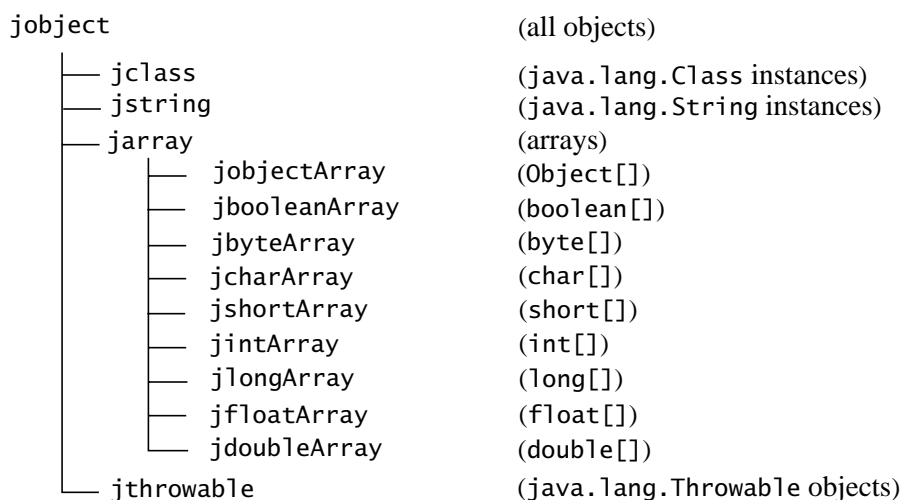 jobject (all objects)
jclass (java.lang.Class instances)
jstring (java.lang.String instances)
jarray (arrays)
jobjectArray (Object[])
jbooleanArray (boolean[])
jbyteArray (byte[])
jcharArray (char[])
jshortArray (short[])
jintArray (int[])
jlongArray (long[])
jfloatArray (float[])
jdoubleArray (double[])
jthrowable (java.lang.Throwable objects)